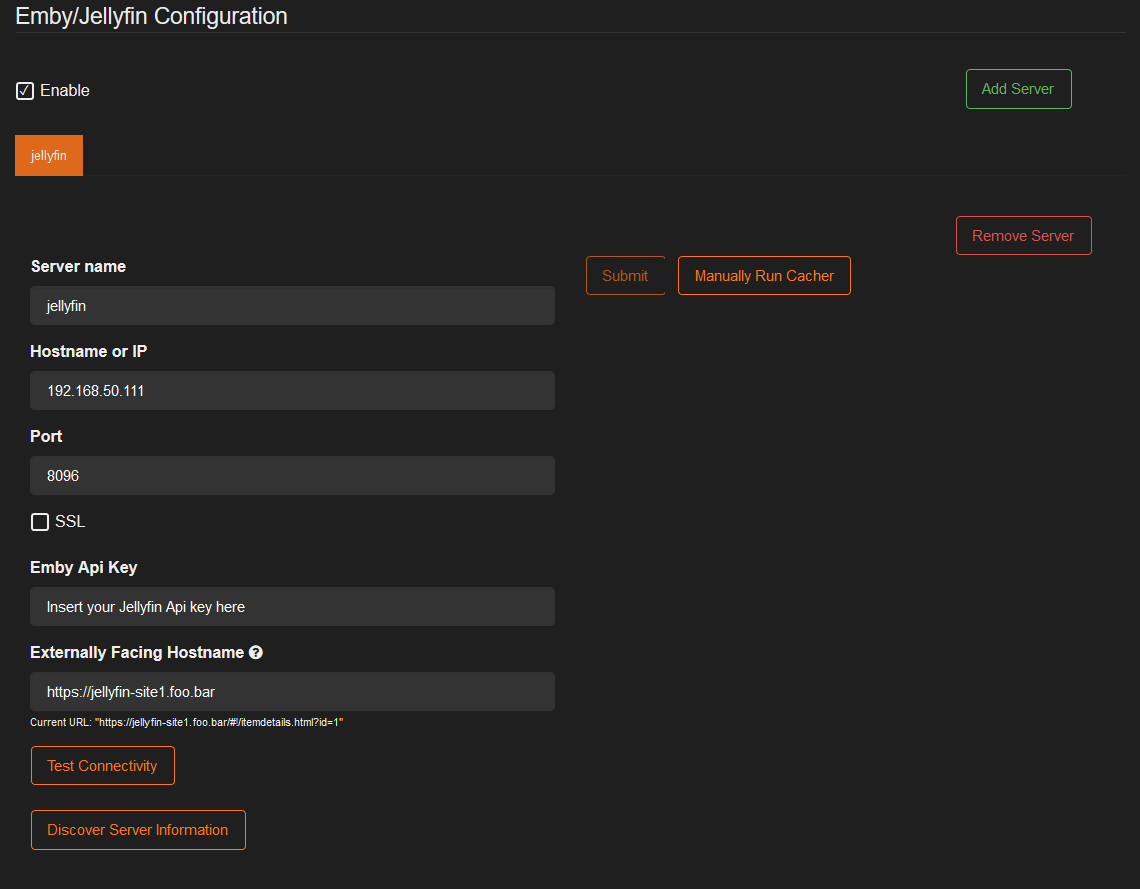 Emby/Jellyfin Configuration
Enable
Add Server
jellyfin
Remove Server
Server name
Submit
Manually Run Cacher
jellyfin
Hostname or IP
192.168.50.111
Port
8096
SSL
Emby Api Key
Insert your Jellyfin Api key here
Externally Facing Hostname
https://jellyfin-site1.foo.bar
Current URL: "https://jellyfin-site1.foo.bar/#!/itemdetails.html?id=1"
Test Connectivity
Discover Server Information